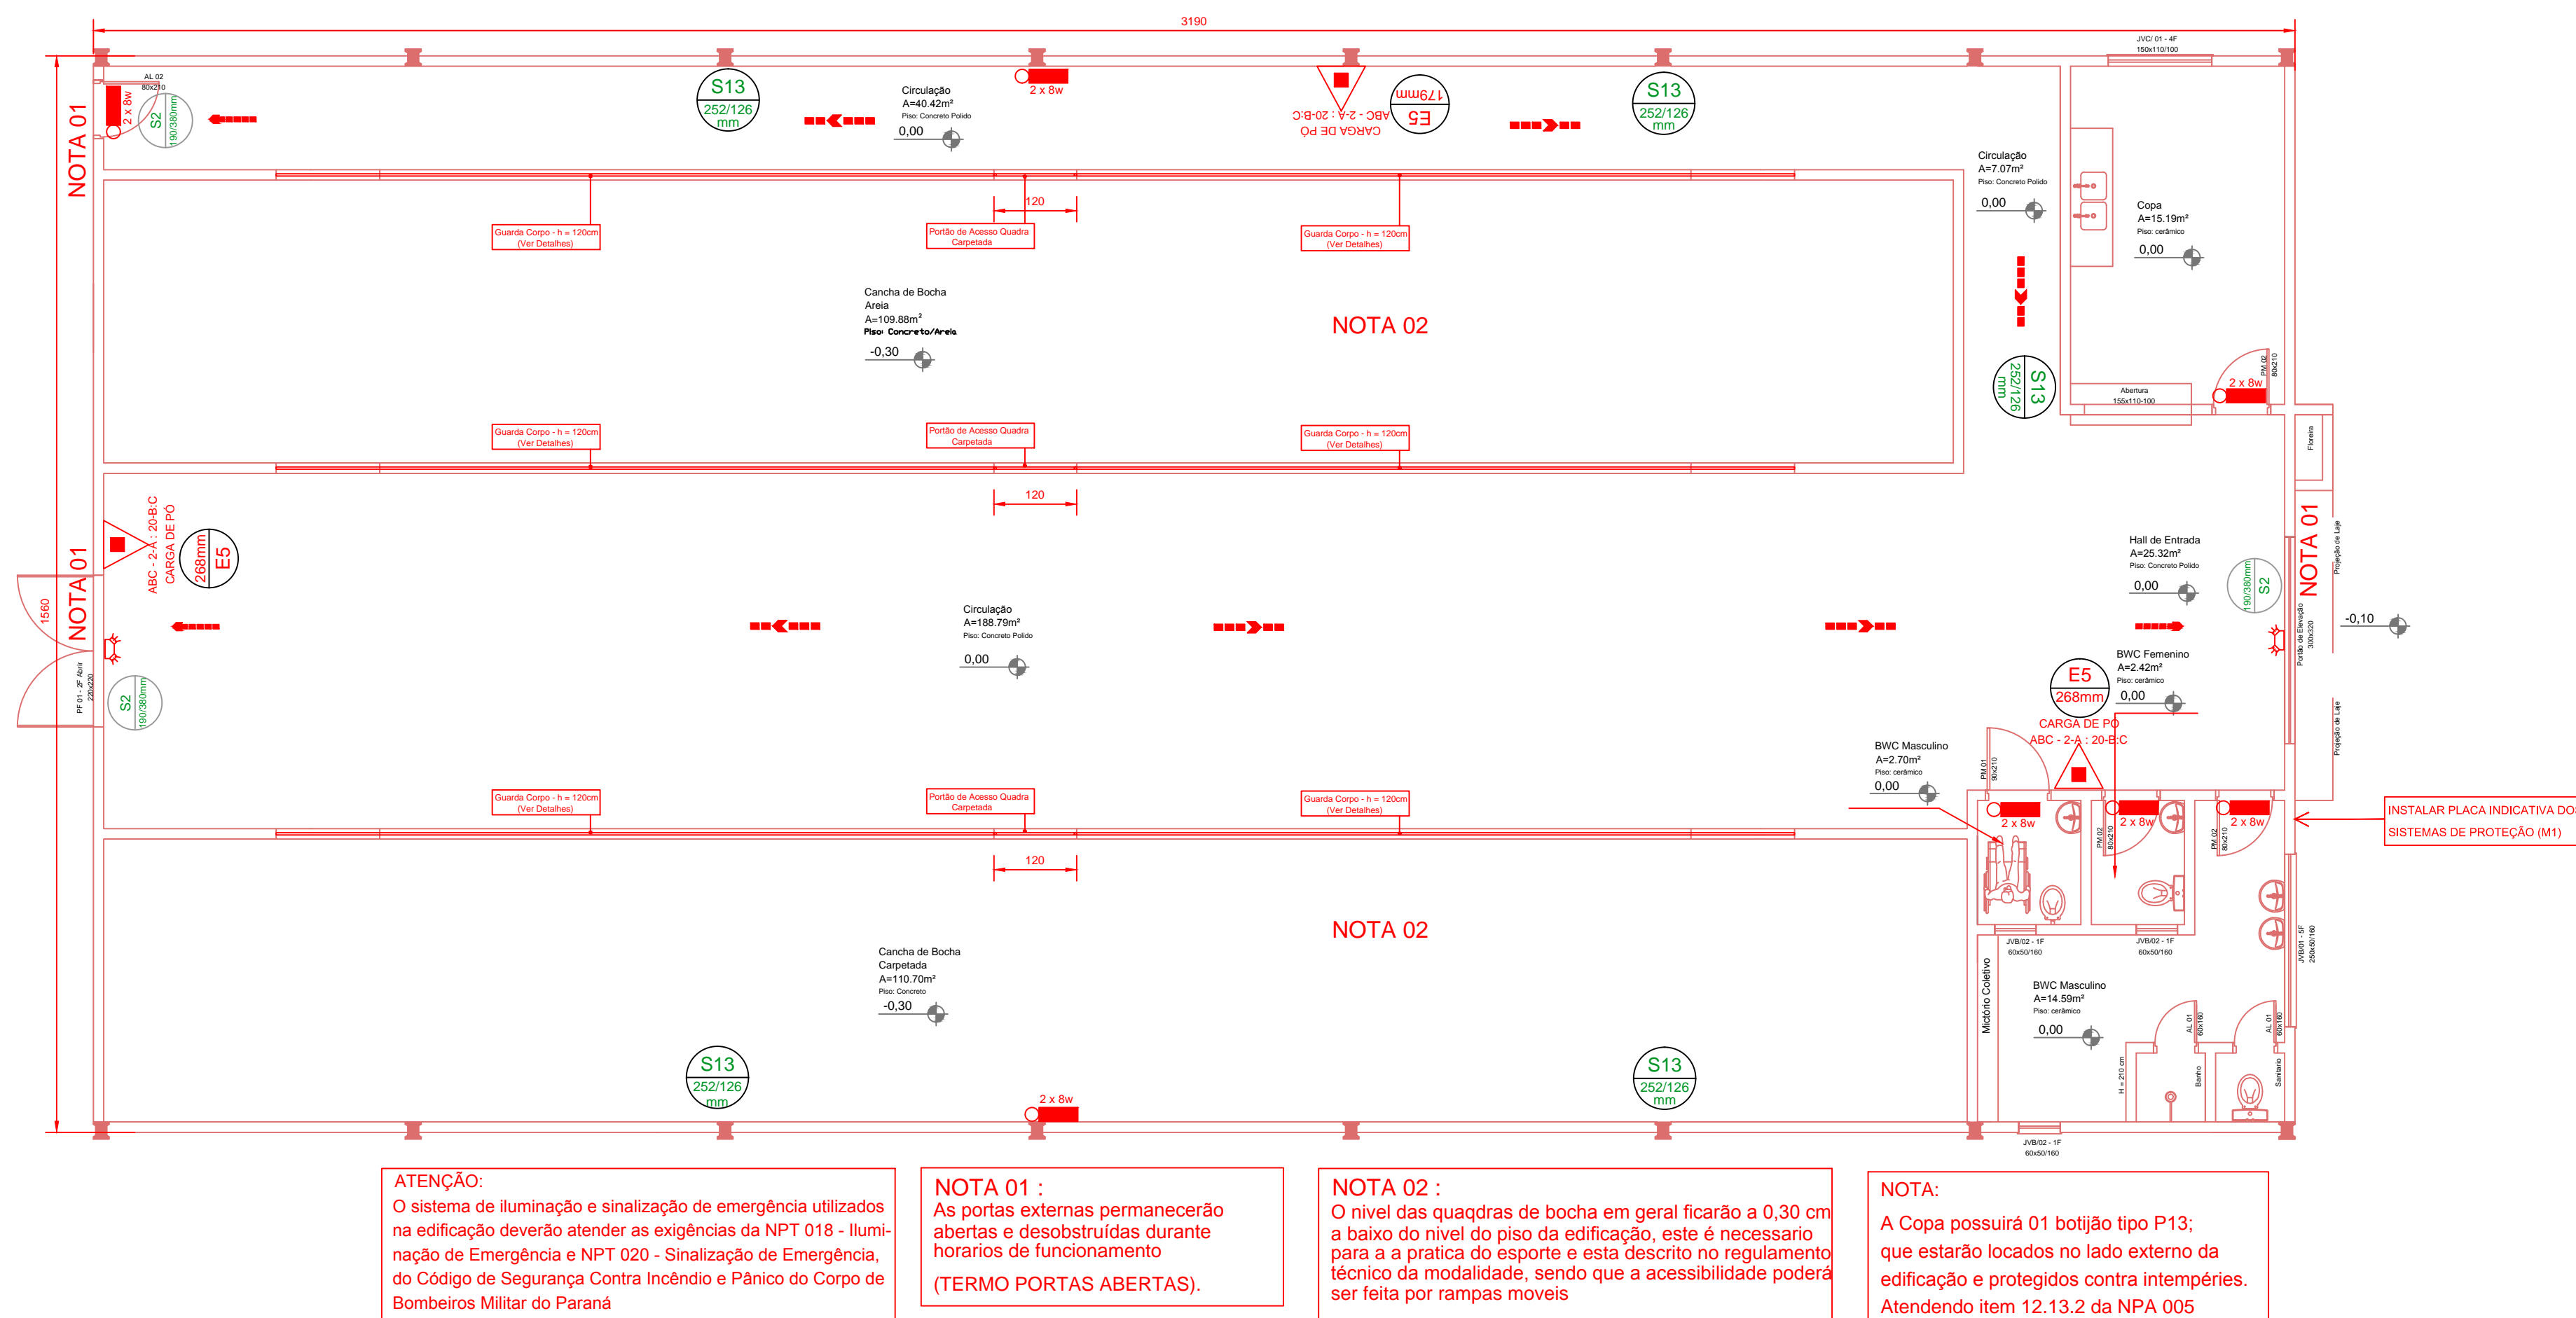 3190
JVC/ 01 - 4F
150x110/100
AL 02
80x210
2 x 8w
S2
190/380mm
NOTA 01
S13
252/126
mm
Circulação
A=40.42m²
Piso: Concreto Polido
0,00
2 x 8w
CARGA DE PÓ
ABC - 2-A : 20-B:C
E5
179mm
S13
252/126
mm
Circulação
A=7.07m²
Piso: Concreto Polido
0,00
Copa
A=15.19m²
Piso: cerâmico
0,00
120
Guarda Corpo - h = 120cm
(Ver Detalhes)
Portão de Acesso Quadra
Carpetada
Guarda Corpo - h = 120cm
(Ver Detalhes)
Cancha de Bocha
Areia
A=109.88m²
Piso: Concreto/Areia
-0,30
NOTA 02
S13
252/126
mm
PM 02
80x210
2 x 8w
Abertura
155x110-100
Guarda Corpo - h = 120cm
(Ver Detalhes)
Portão de Acesso Quadra
Carpetada
Guarda Corpo - h = 120cm
(Ver Detalhes)
Floreira
120
ABC - 2-A : 20-B:C
CARGA DE PÓ
268mm
E5
NOTA 01
1560
PF 01 - 2F Abrir
220x220
S2
190/380mm
Circulação
A=188.79m²
Piso: Concreto Polido
0,00
Hall de Entrada
A=25.32m²
Piso: Concreto Polido
0,00
190/380mm
S2
NOTA 01
Projeção de Laje
Portão de Elevação
300x320
-0,10
Projeção de Laje
BWC Femenino
A=2.42m²
Piso: cerâmico
0,00
E5
268mm
CARGA DE PÓ
ABC - 2-A : 20-B:C
BWC Masculino
A=2.70m²
Piso: cerâmico
0,00
PM 01
90x210
Guarda Corpo - h = 120cm
(Ver Detalhes)
Portão de Acesso Quadra
Carpetada
Guarda Corpo - h = 120cm
(Ver Detalhes)
2 x 8w
2 x 8w
2 x 8w
PM 02
80x210
PM 02
80x210
INSTALAR PLACA INDICATIVA DO
SISTEMAS DE PROTEÇÃO (M1)
120
NOTA 02
Cancha de Bocha
Carpetada
A=110.70m²
Piso: Concreto
-0,30
JVB/02 - 1F
60x50/160
JVB/02 - 1F
60x50/160
JVB/01 - 5F
250x50/160
Mictório Coletivo
BWC Masculino
A=14.59m²
Piso: cerâmico
0,00
AL 01
60x160
AL 01
60x160
H = 210 cm
Banho
Sanitario
S13
252/126
mm
2 x 8w
S13
252/126
mm
JVB/02 - 1F
60x50/160
ATENÇÃO:
O sistema de iluminação e sinalização de emergência utilizados
na edificação deverão atender as exigências da NPT 018 - Ilumi-
nação de Emergência e NPT 020 - Sinalização de Emergência,
do Código de Segurança Contra Incêndio e Pânico do Corpo de
Bombeiros Militar do Paraná
NOTA 01 :
As portas externas permanecerão
abertas e desobstruídas durante
horarios de funcionamento
(TERMO PORTAS ABERTAS).
NOTA 02 :
O nivel das quaqdras de bocha em geral ficarão a 0,30 cm
a baixo do nivel do piso da edificação, este é necessario
para a a pratica do esporte e esta descrito no regulamento
técnico da modalidade, sendo que a acessibilidade poderá
ser feita por rampas moveis
NOTA:
A Copa possuirá 01 botijão tipo P13;
que estarão locados no lado externo da
edificação e protegidos contra intempéries.
Atendendo item 12.13.2 da NPA 005